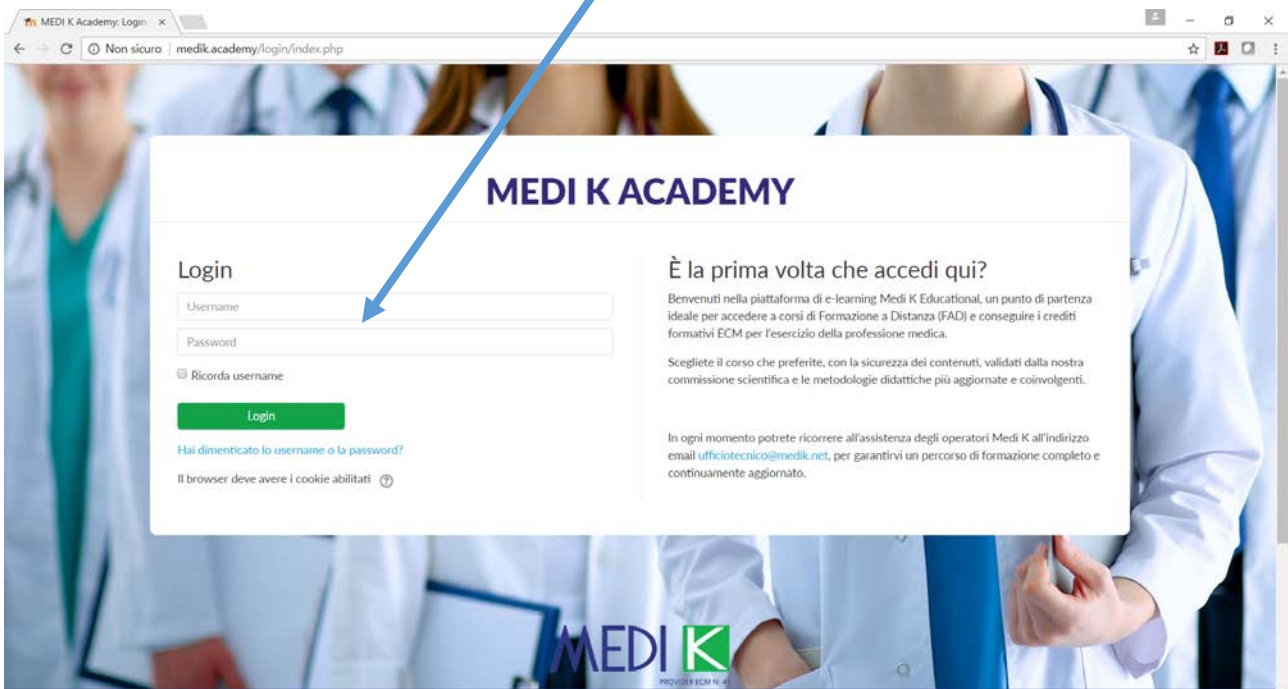 MEDI K Academy: Login
Non sicuro | medik.academy/login/index.php
MEDI K ACADEMY
Login
Username
Password
Ricorda username
Login
Hai dimenticato lo username o la password?
Il browser deve avere i cookie abilitati
È la prima volta che accedi qui?
Benvenuti nella piattaforma di e-learning Medi K Educational, un punto di partenza
ideale per accedere a corsi di Formazione a Distanza (FAD) e conseguire i crediti
formativi ECM per l'esercizio della professione medica.
Scegliete il corso che preferite, con la sicurezza dei contenuti, validati dalla nostra
commissione scientifica e le metodologie didattiche più aggiornate e coinvolgenti.
In ogni momento potrete ricorrere all'assistenza degli operatori Medi K all'indirizzo
email ufficiotecnico@medik.net, per garantirvi un percorso di formazione completo e
continuamente aggiornato.
MEDI K
PROVIDER ECM N.